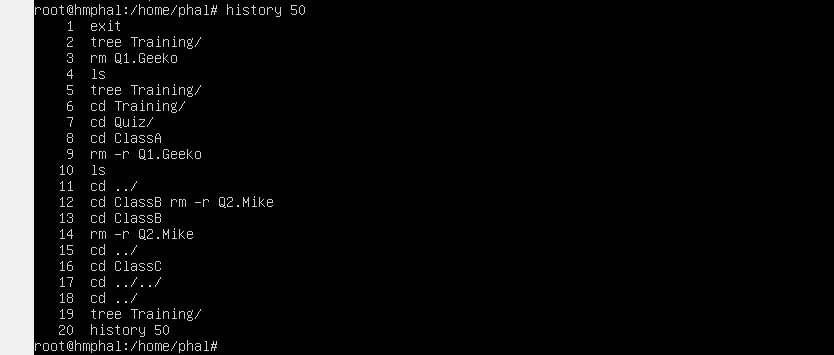 root@hmphal:/home/phal# history 50
1 exit
2 tree Training/
3 rm Q1.Geeko
4 ls
5 tree Training/
6 cd Training/
7 cd Quiz/
8 cd ClassA
9 rm -r Q1.Geeko
10 ls
11 cd ../
12 cd ClassB rm -r Q2.Mike
13 cd ClassB
14 rm -r Q2.Mike
15 cd ../
16 cd ClassC
17 cd ../../
18 cd ../
19 tree Training/
20 history 50
root@hmphal:/home/phal#